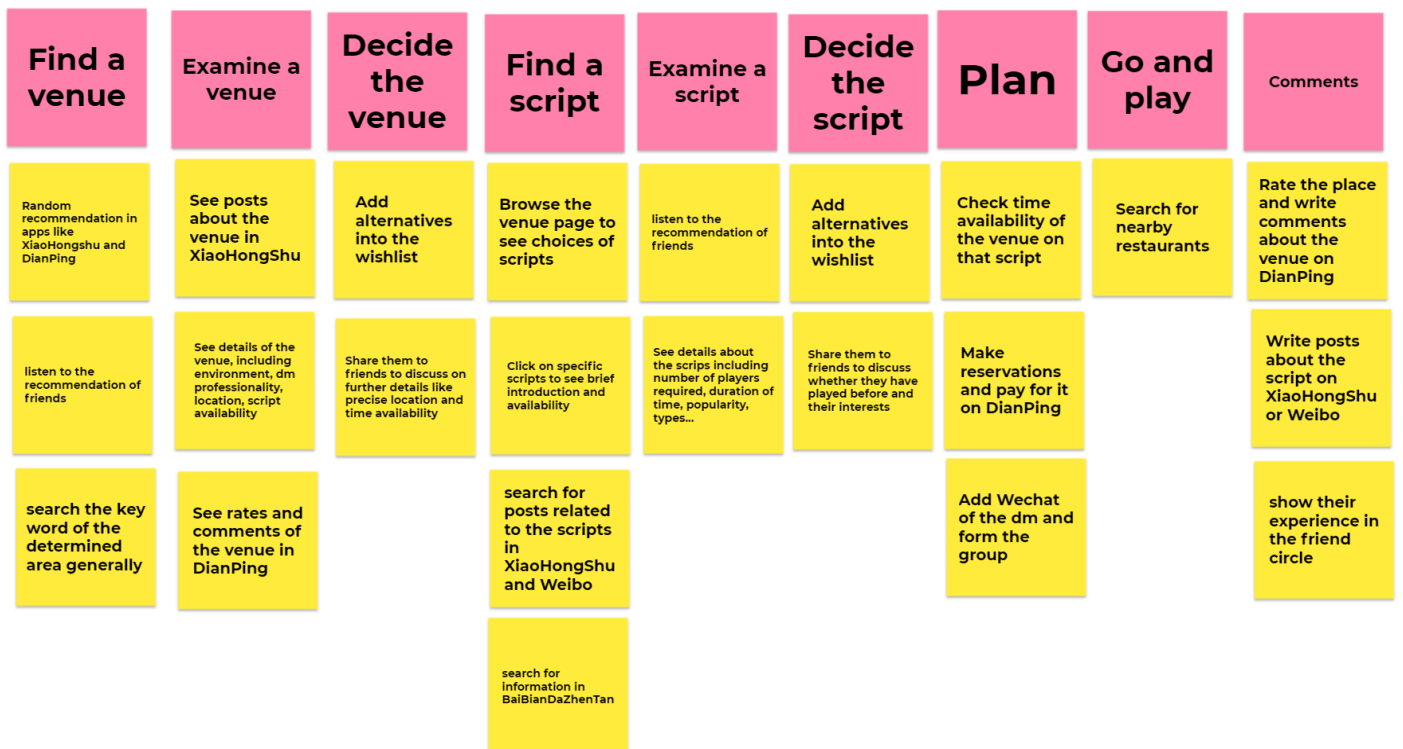 Find a
venue
Examine a
venue
Decide
the
venue
Find a
script
Examine a
script
Decide
the
script
Plan
Go and
play
Comments
Random
recommendation in
apps like
XiaoHongshu and
DianPing
See posts
about the
venue in
XiaoHongShu
Add
alternatives
into the
wishlist
Browse the
venue page to
see choices of
scripts
listen to the
recommendation of
friends
Add
alternatives
into the
wishlist
Check time
availability of
the venue on
that script
Search for
nearby
restaurants
Rate the place
and write
comments
about the
venue on
DianPing
listen to the
recommendation of
friends
See details of the
venue, including
environment, dm
professionality,
location, script
availability
Share them to
friends to discuss on
further details like
precise location and
time availability
Click on specific
scripts to see brief
introduction and
availability
See details about
the scrips including
number of players
required, duration of
time, popularity,
types...
Share them to
friends to discuss
whether they have
played before and
their interests
Make
reservations
and pay for it
on DianPing
Write posts
about the
script on
XiaoHongShu
or Weibo
search the key
word of the
determined
area generally
See rates and
comments of
the venue in
DianPing
search for
posts related
to the scripts
in
XiaoHongShu
and Weibo
Add Wechat
of the dm and
form the
group
show their
experience in
the friend
circle
search for
information in
BaiBianDaZhenTan